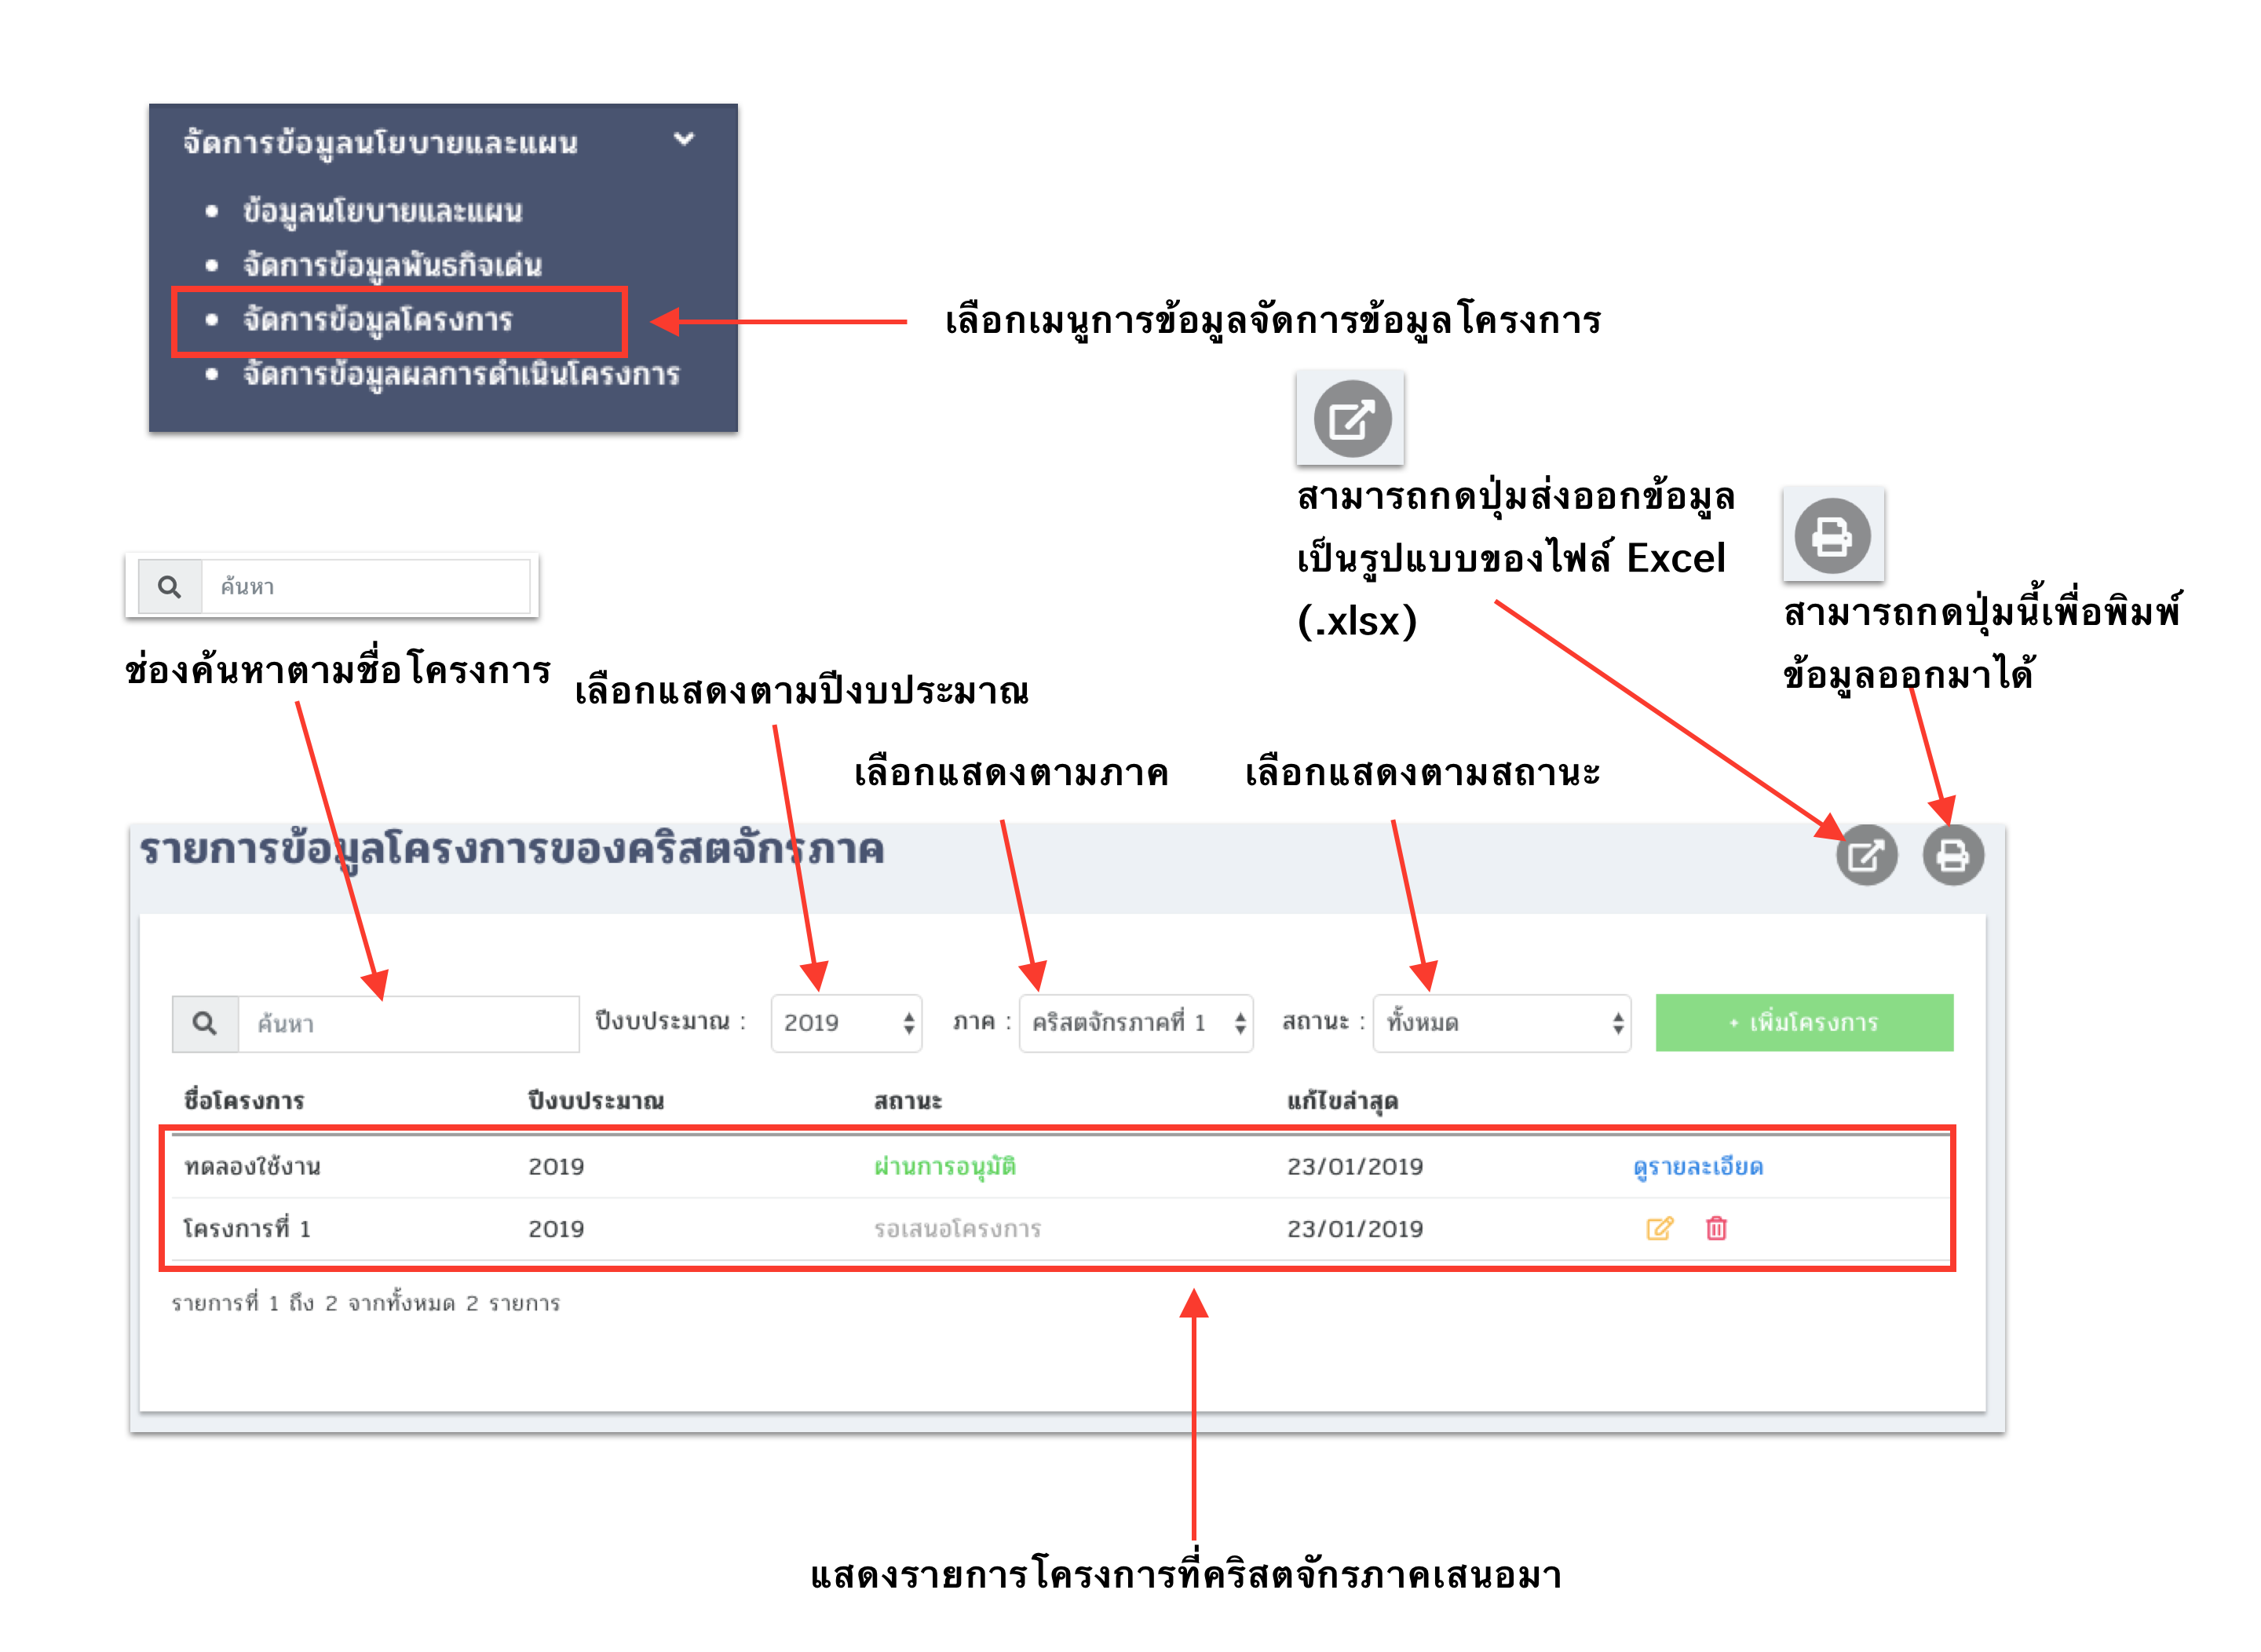 จัดการข้อมูลนโยบายและแผน
ข้อมูลนโยบายและแผน
จัดการข้อมูลพันธกิจเด่น
จัดการข้อมูลโครงการ
จัดการข้อมูลผลการดำเนินโครงการ
เลือกเมนูการข้อมูลจัดการข้อมูลโครงการ
สามารถกดปุ่มส่งออกข้อมูล
เป็นรูปแบบของไฟล์ Excel
(.xlsx)
สามารถกดปุ่มนี้เพื่อพิมพ์
ข้อมูลออกมาได้
ค้นหา
ช่องค้นหาตามชื่อโครงการ
เลือกแสดงตามปีงบประมาณ
เลือกแสดงตามภาค
เลือกแสดงตามสถานะ
รายการข้อมูลโครงการของคริสตจักรภาค
ค้นหา ปีงบประมาณ : 2019 ภาค : คริสตจักรภาคที่ 1 สถานะ : ทั้งหมด + เพิ่มโครงการ
ชื่อโครงการ ปีงบประมาณ สถานะ แก้ไขล่าสุด
ทดลองใช้งาน 2019 ผ่านการอนุมัติ 23/01/2019 ดูรายละเอียด
โครงการที่ 1 2019 รอเสนอโครงการ 23/01/2019
รายการที่ 1 ถึง 2 จากทั้งหมด 2 รายการ
แสดงรายการโครงการที่คริสตจักรภาคเสนอมา